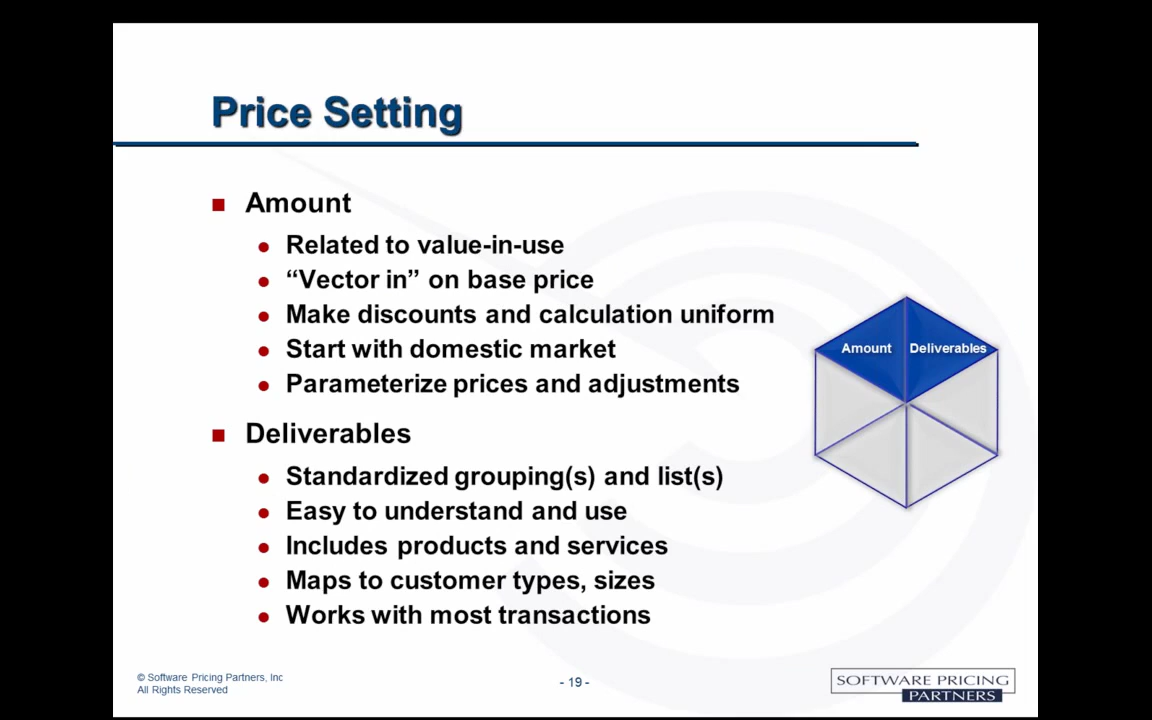 Price Setting
Amount
Related to value-in-use
“Vector in” on base price
Make discounts and calculation uniform
Start with domestic market
Parameterize prices and adjustments
Deliverables
Standardized grouping(s) and list(s)
Easy to understand and use
Includes products and services
Maps to customer types, sizes
Works with most transactions
Amount
Deliverables
© Software Pricing Partners, Inc
All Rights Reserved
- 19 -
SOFTWARE PRICING
PARTNERS